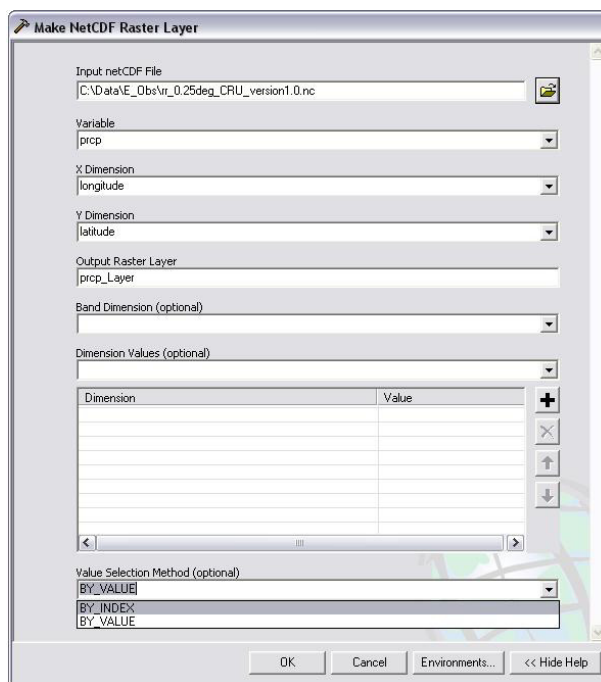 Make NetCDF Raster Layer
Input netCDF File
C:\Data\E_Obs\rr_0.25deg_CRU_version1.0.nc
Variable
prcp
X Dimension
longitude
Y Dimension
latitude
Output Raster Layer
prcp_Layer
Band Dimension (optional)
Dimension Values (optional)
Dimension Value
Value Selection Method (optional)
BY_VALUE
BY_INDEX
BY_VALUE
OK Cancel Environments... << Hide Help